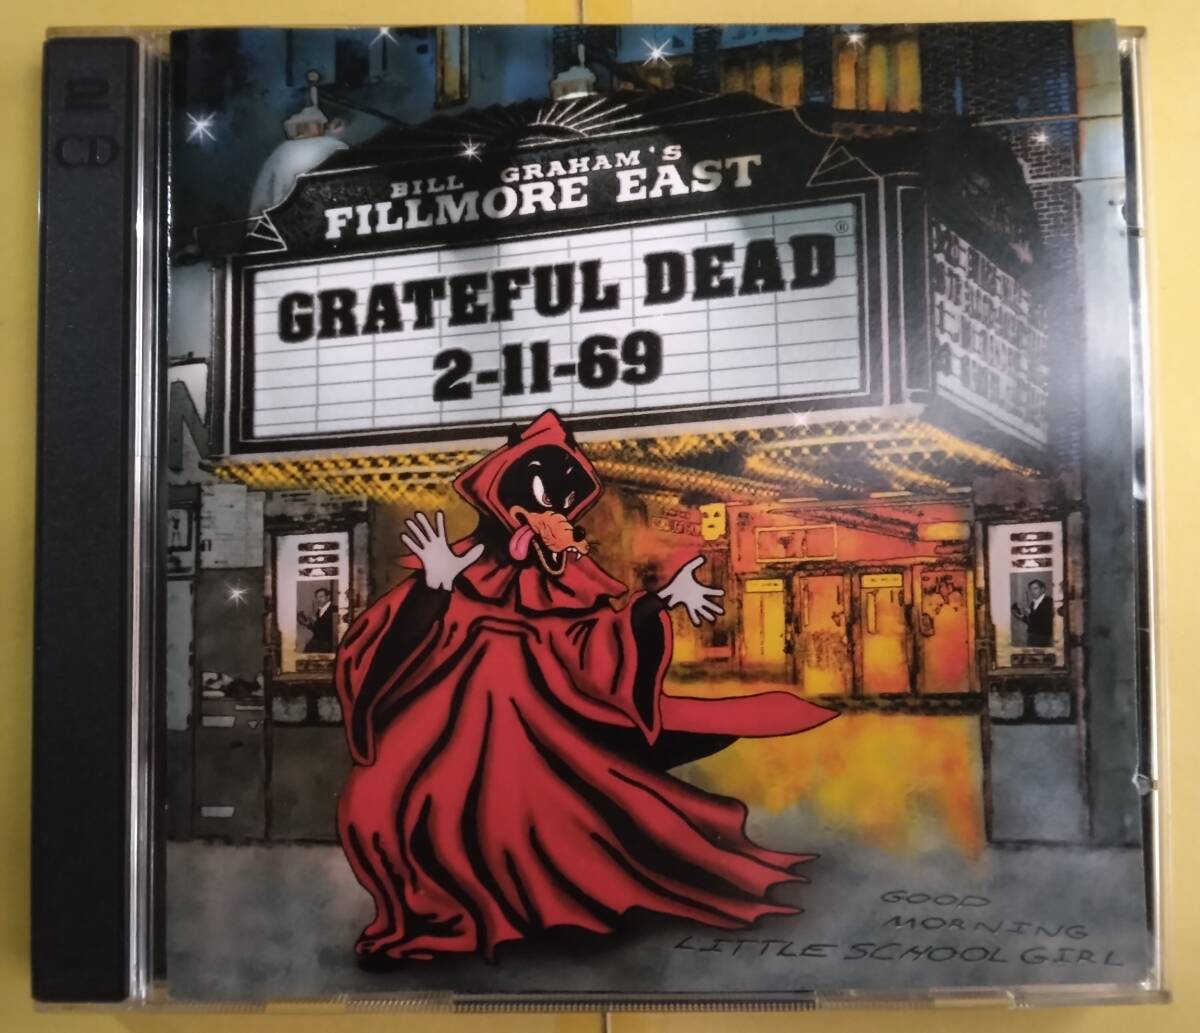 2
CD
BILL GRAHAM'S
FILLMORE EAST
GRATEFUL DEAD
®
2-11-69
GOOD
MORNING
LITTLE SCHOOL GIRL